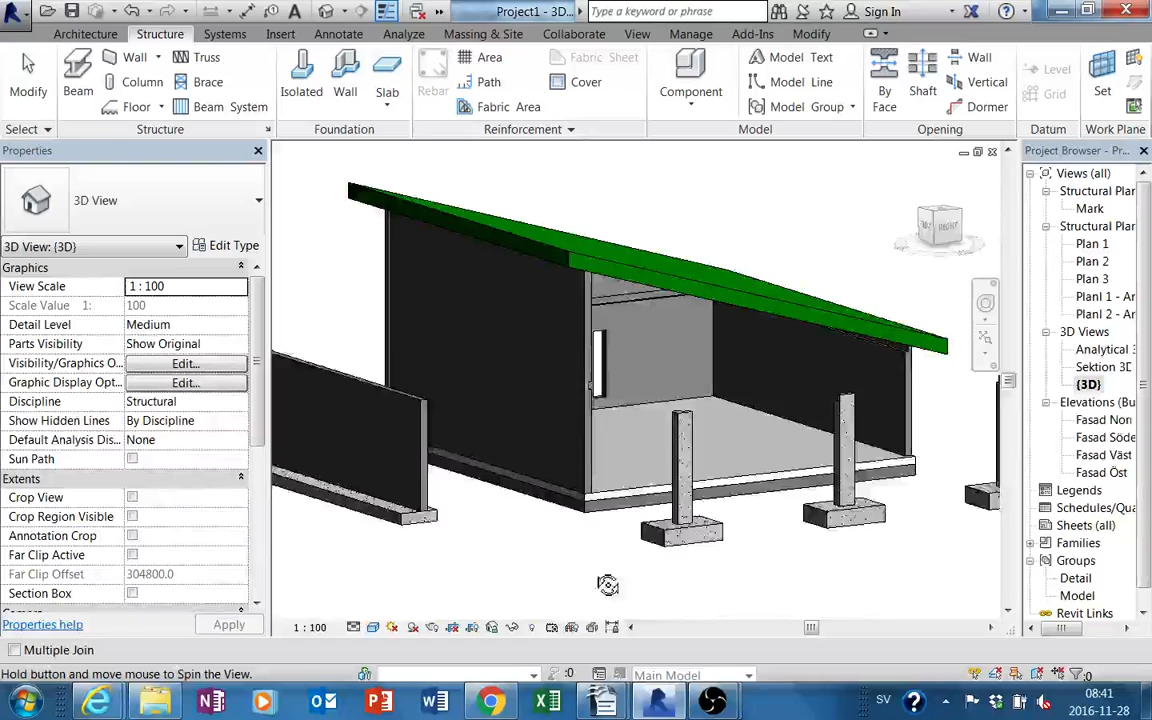 Project1 - 3D...
Type a keyword or phrase
Sign In
Architecture Structure Systems Insert Annotate Analyze Massing & Site Collaborate View Manage Add-Ins Modify
Modify
Beam
Wall
Column
Floor
Truss
Brace
Beam System
Isolated
Wall
Slab
Rebar
Area
Path
Fabric Area
Fabric Sheet
Cover
Component
Model Text
Model Line
Model Group
By
Face
Shaft
Wall
Vertical
Dormer
Level
Grid
Set
Select Structure Foundation Reinforcement Model Opening Datum Work Plane
Properties
3D View
3D View: {3D} Edit Type
Graphics
View Scale 1 : 100
Scale Value 1: 100
Detail Level Medium
Parts Visibility Show Original
Visibility/Graphics O... Edit...
Graphic Display Opt... Edit...
Discipline Structural
Show Hidden Lines By Discipline
Default Analysis Dis... None
Sun Path
Extents
Crop View
Crop Region Visible
Annotation Crop
Far Clip Active
Far Clip Offset 304800.0
Section Box
Properties help Apply
RIGHT
1 : 100
Project Browser - Pr...
Views (all)
Structural Plar
Mark
Structural Plar
Plan 1
Plan 2
Plan 3
Planl 1 - Ar
Planl 2 - Ar
3D Views
Analytical 3
Sektion 3D
{3D}
Elevations (Bu
Fasad Norr
Fasad Söde
Fasad Väst
Fasad Öst
Legends
Schedules/Qua
Sheets (all)
Families
Groups
Detail
Model
Revit Links
Multiple Join
Hold button and move mouse to Spin the View.
:0
Main Model
:0
SV
08:41
2016-11-28